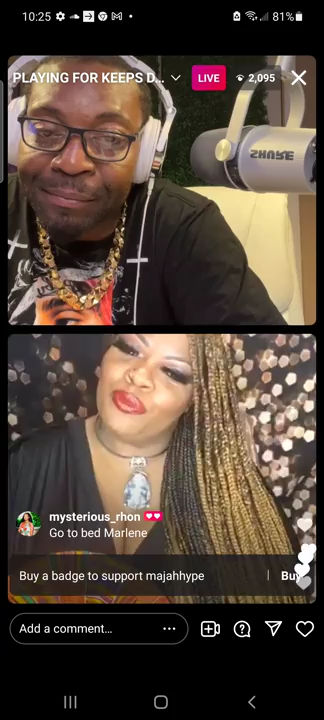 10:25
81%
PLAYING FOR KEEPS D...
LIVE
2,095
SHURE
mysterious_rhon
Go to bed Marlene
Buy a badge to support majahhype
Buy
Add a comment...